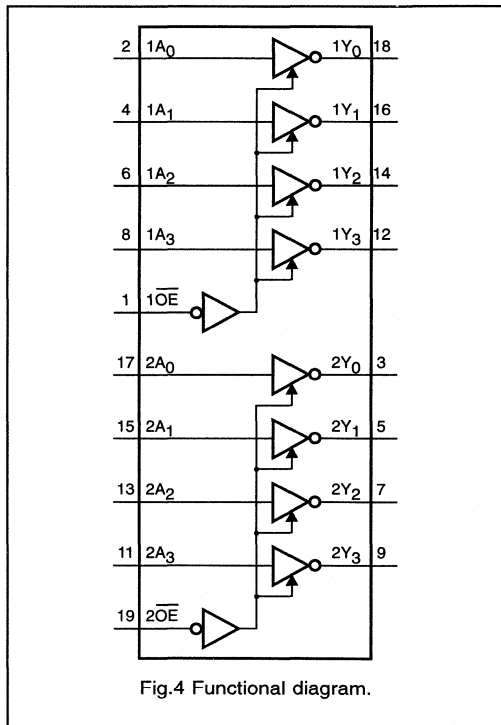 2 1A0 1Y0 18
4 1A1 1Y1 16
6 1A2 1Y2 14
8 1A3 1Y3 12
1 1O̅E̅
17 2A0 2Y0 3
15 2A1 2Y1 5
13 2A2 2Y2 7
11 2A3 2Y3 9
19 2O̅E̅
Fig.4 Functional diagram.